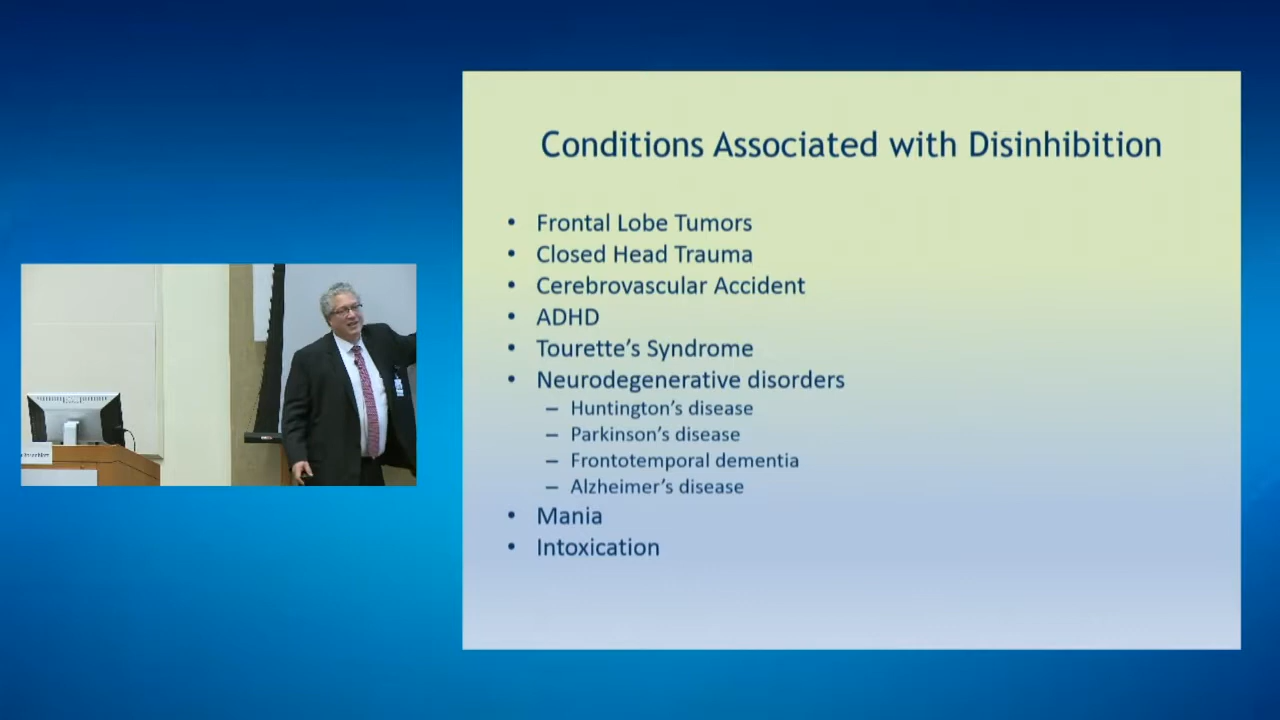 Conditions Associated with Disinhibition
• Frontal Lobe Tumors
• Closed Head Trauma
• Cerebrovascular Accident
• ADHD
• Tourette’s Syndrome
• Neurodegenerative disorders
– Huntington’s disease
– Parkinson’s disease
– Frontotemporal dementia
– Alzheimer’s disease
• Mania
• Intoxication